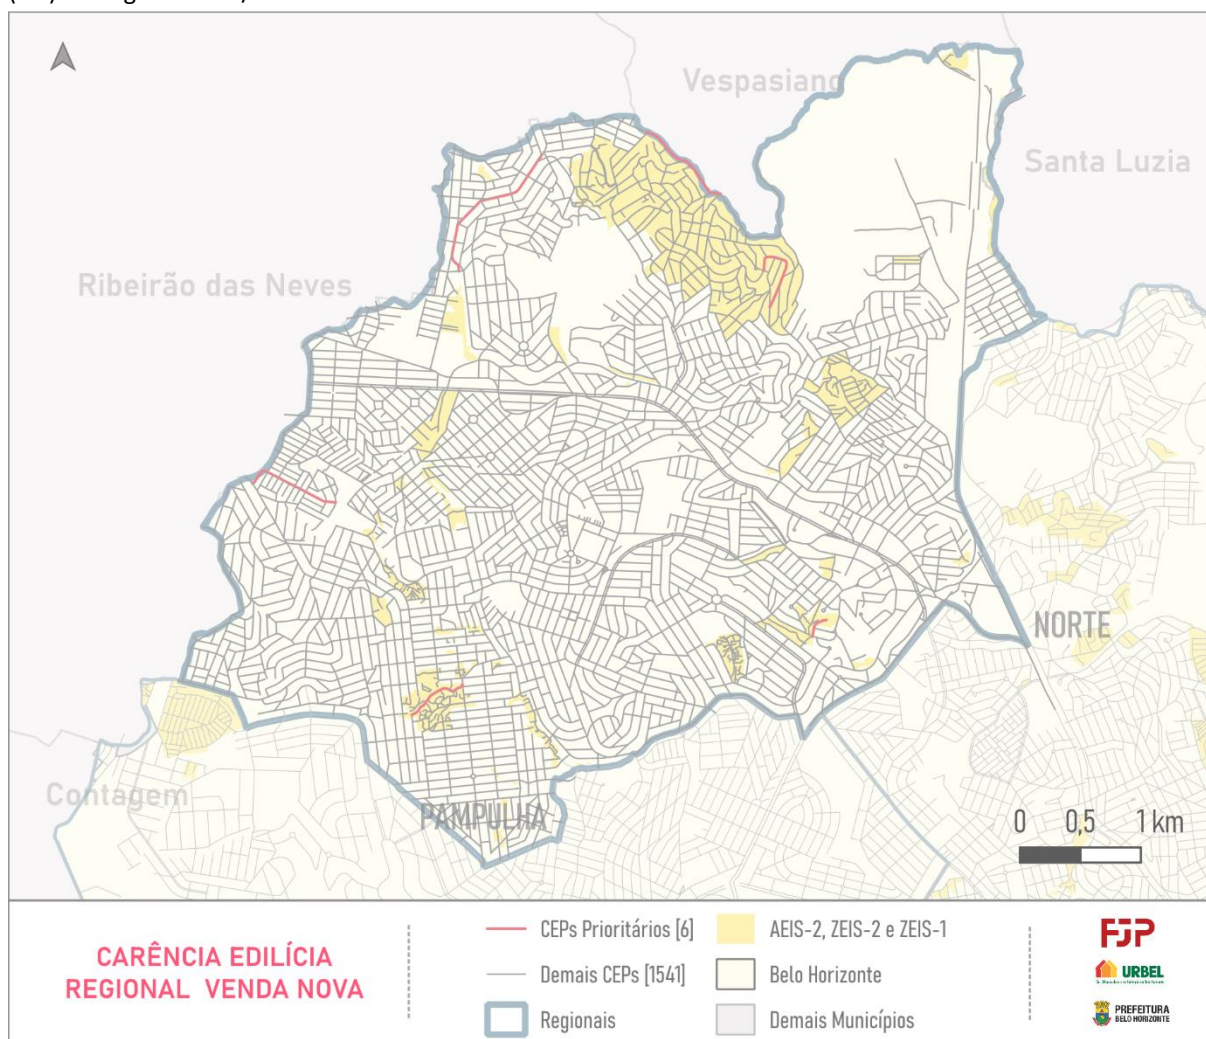 Vespasiano
Santa Luzia
Ribeirão das Neves
NORTE
Contagem
PAMPULHA
0 0,5 1 km
CARÊNCIA EDILÍCIA
REGIONAL VENDA NOVA
CEPs Prioritários [6]
Demais CEPs [1541]
Regionais
AEIS-2, ZEIS-2 e ZEIS-1
Belo Horizonte
Demais Municípios
FJP
URBEL
PREFEITURA
BELO HORIZONTE